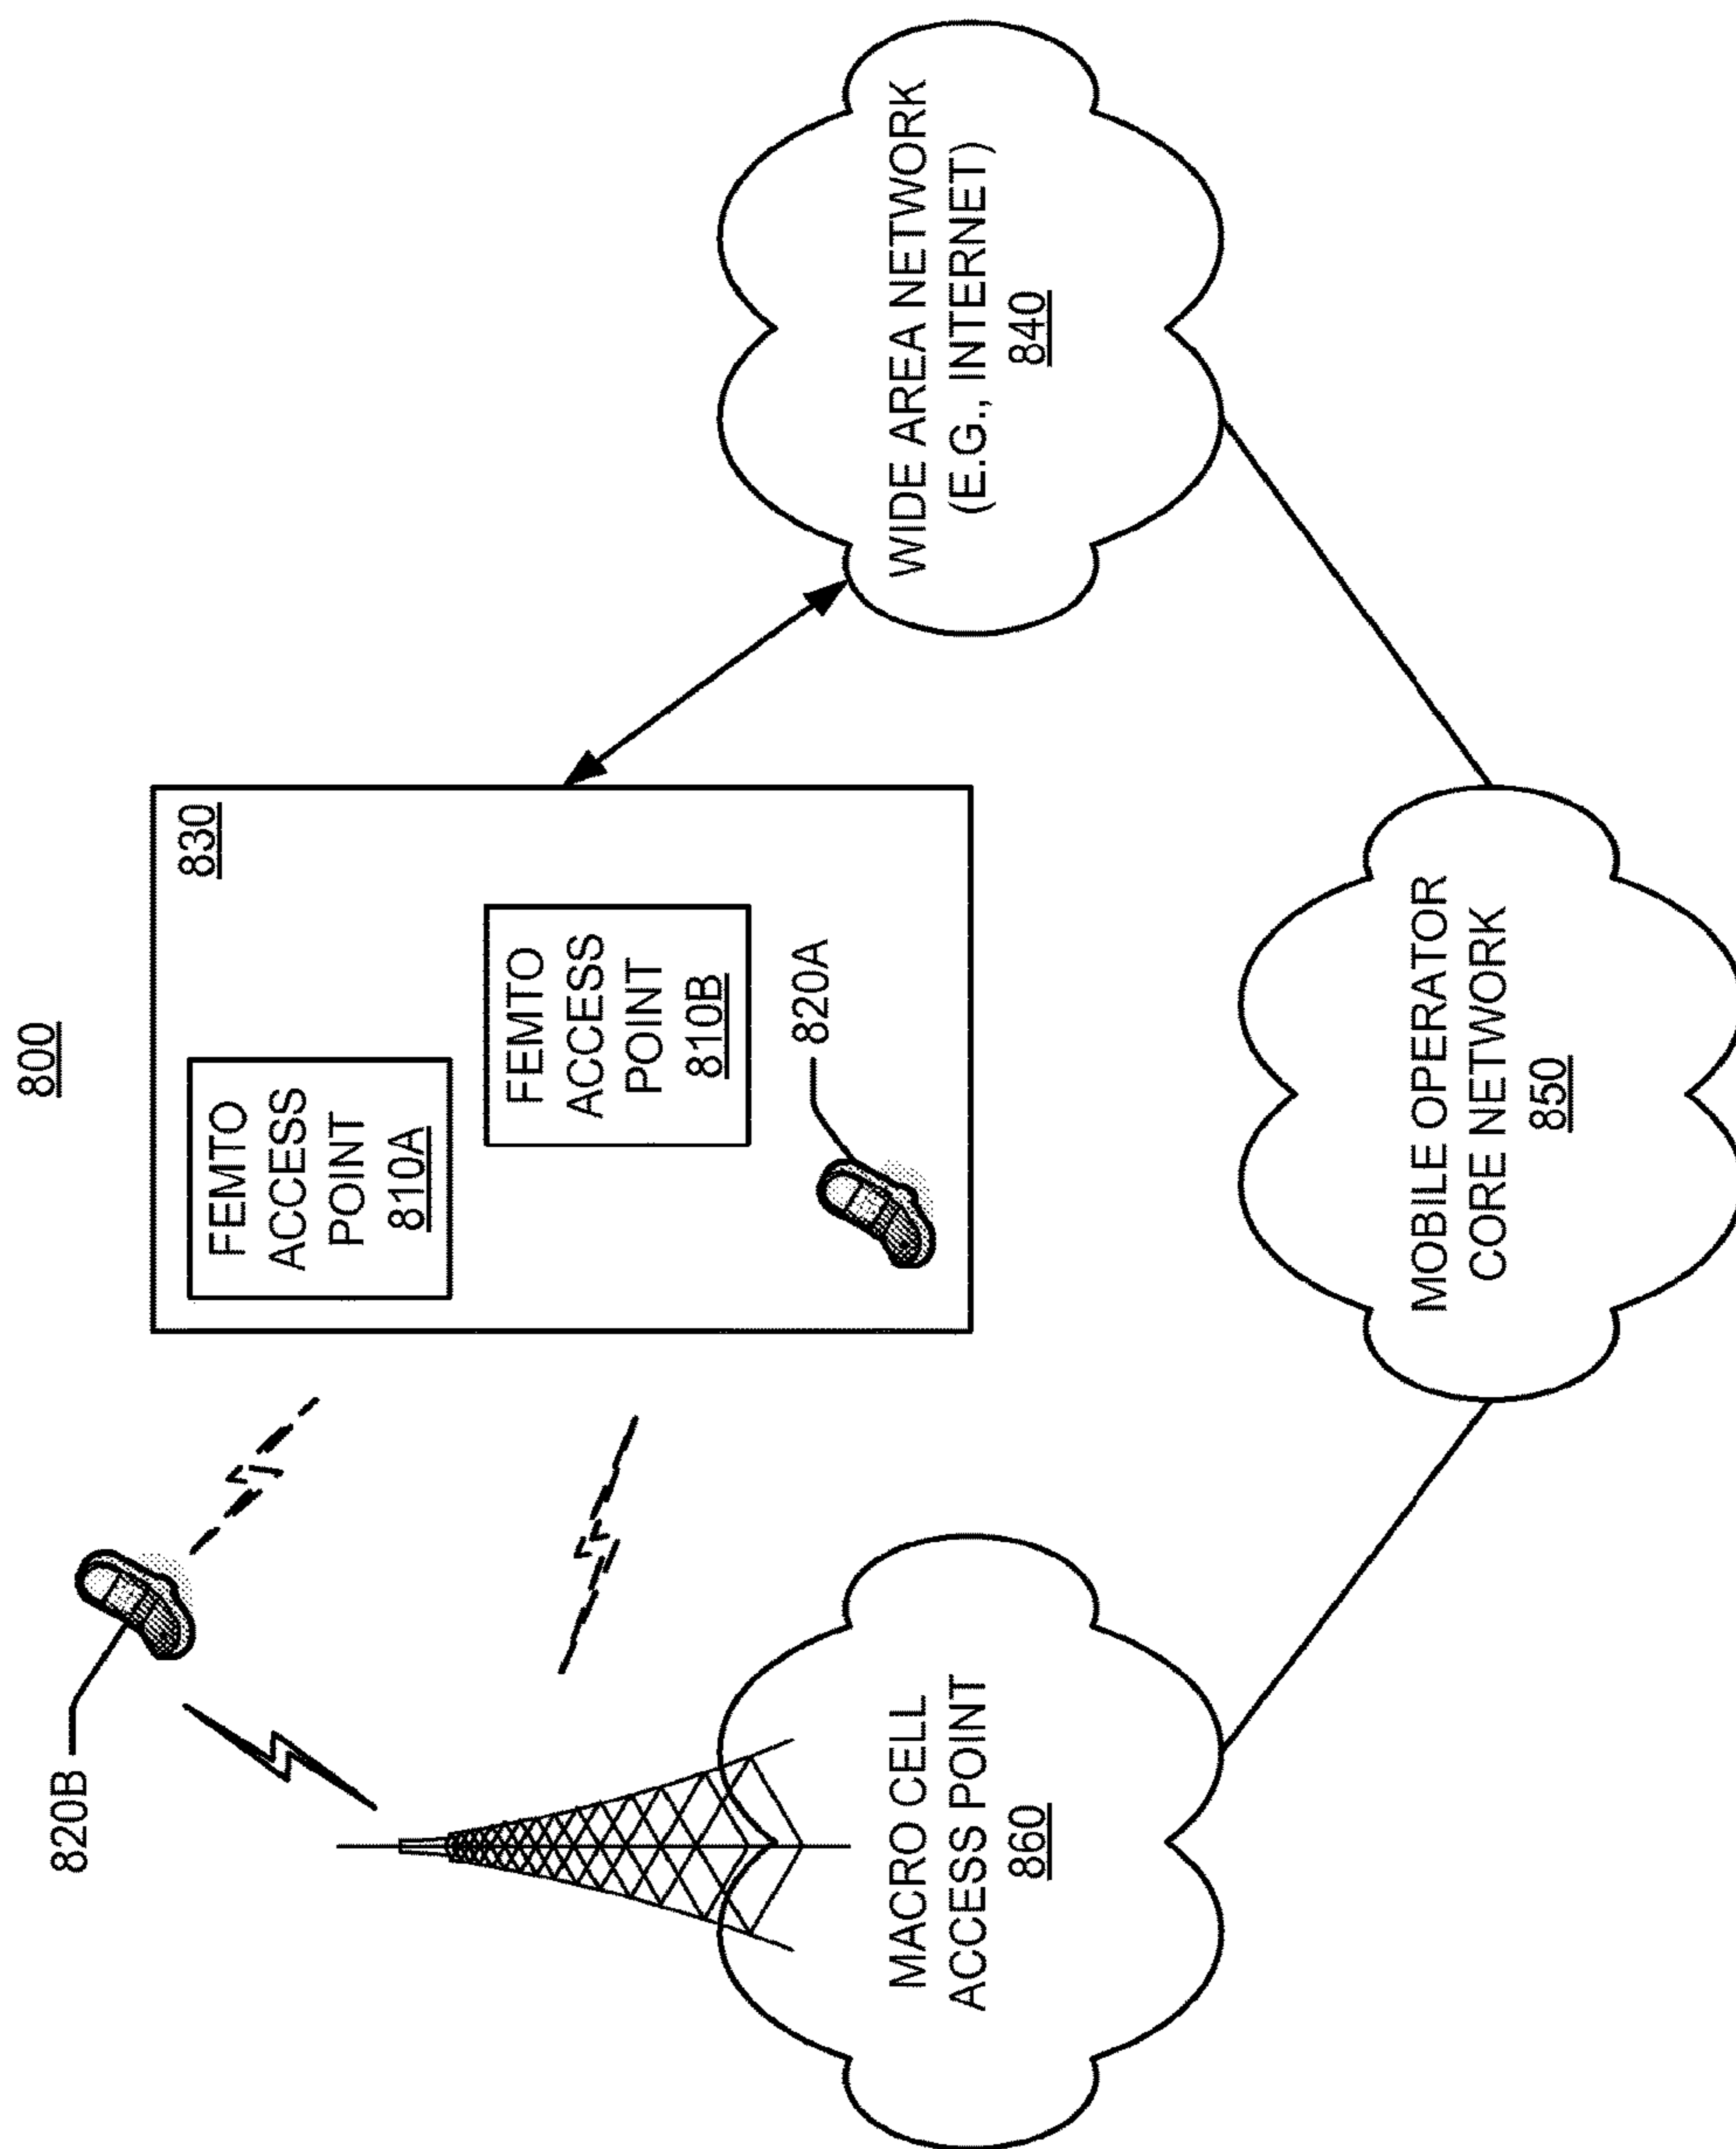 800
820B
830
FEMTO
ACCESS
POINT
810A
FEMTO
ACCESS
POINT
810B
820A
MACRO CELL
ACCESS POINT
860
WIDE AREA NETWORK
(E.G., INTERNET)
840
MOBILE OPERATOR
CORE NETWORK
850